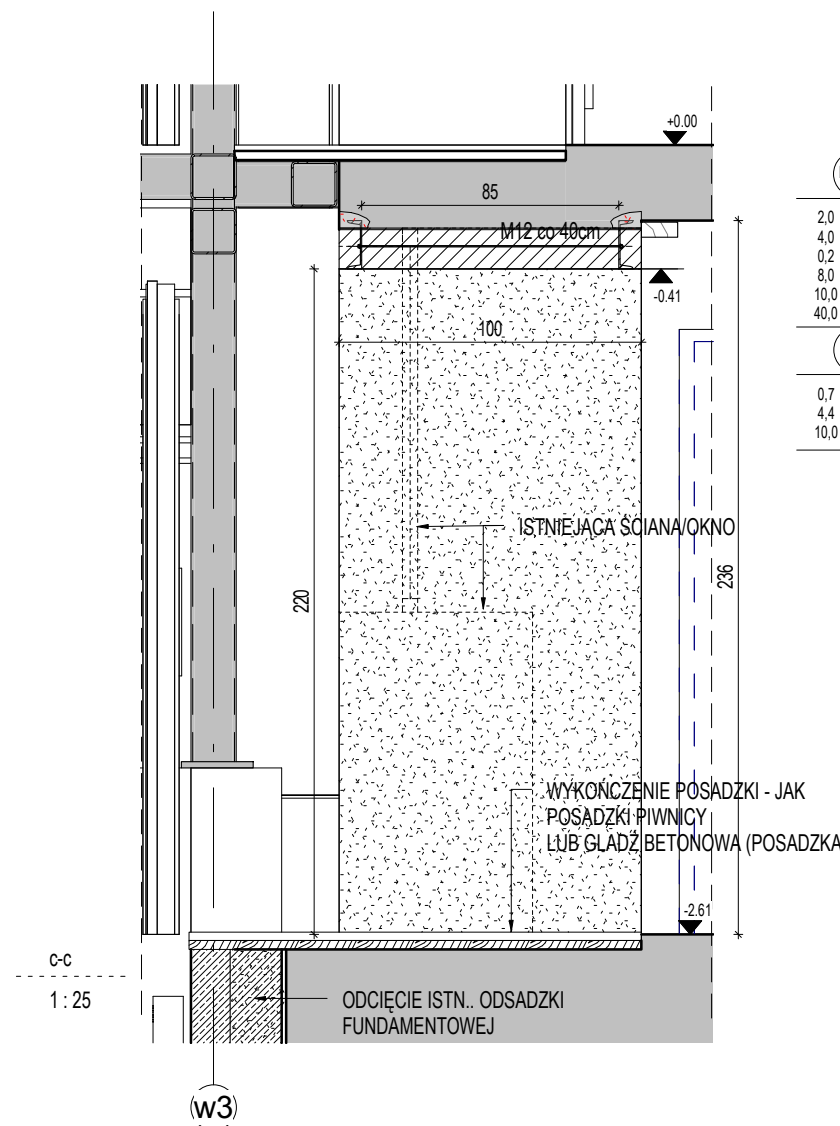 +0.00
85
M12 co 40cm
-0.41
100
2,0
4,0
0,2
8,0
10,0
40,0
0,7
4,4
10,0
ISTNIEJĄCA ŚCIANA/OKNO
220
236
WYKOŃCZENIE POSADZKI - JAK
POSADZKI PIWNICY
LUB GŁADŹ BETONOWA (POSADZKA
-2.61
c-c
1 : 25
ODCIĘCIE ISTN.. ODSADZKI
FUNDAMENTOWEJ
w3